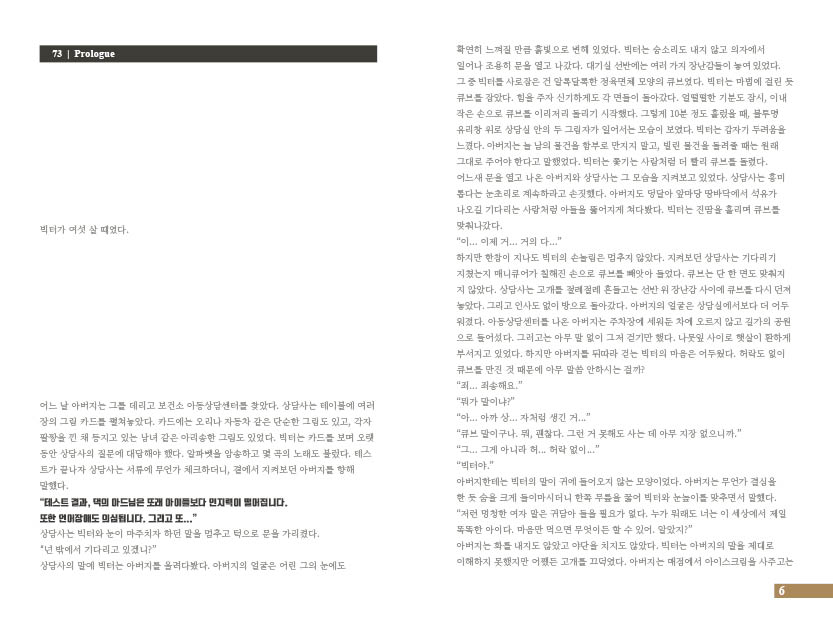 73 | Prologue
빅터가 여섯 살 때였다.
어느 날 아버지는 그를 데리고 보건소 아동상담센터를 찾았다. 상담사는 테이블에 여러
장의 그림 카드를 펼쳐놓았다. 카드에는 오리나 자동차 같은 단순한 그림도 있고, 각자
팔짱을 낀 채 등지고 있는 남녀 같은 아리송한 그림도 있었다. 빅터는 카드를 보며 오랫
동안 상담사의 질문에 대답해야 했다. 알파벳을 암송하고 몇 곡의 노래도 불렀다. 테스
트가 끝나자 상담사는 서류에 무언가 체크하더니, 곁에서 지켜보던 아버지를 향해
말했다.
“테스트 결과, 댁의 아드님은 또래 아이들보다 인지력이 떨어집니다.
또한 언어장애도 의심됩니다. 그리고 또...”
상담사는 빅터와 눈이 마주치자 하던 말을 멈추고 턱으로 문을 가리켰다.
“넌 밖에서 기다리고 있겠니?”
상담사의 말에 빅터는 아버지를 올려다봤다. 아버지의 얼굴은 어린 그의 눈에도
확연히 느껴질 만큼 흙빛으로 변해 있었다. 빅터는 숨소리도 내지 않고 의자에서
일어나 조용히 문을 열고 나갔다. 대기실 선반에는 여러 가지 장난감들이 놓여 있었다.
그 중 빅터를 사로잡은 건 알록달록한 정육면체 모양의 큐브였다. 빅터는 마법에 걸린 듯
큐브를 잡았다. 힘을 주자 신기하게도 각 면들이 돌아갔다. 얼떨떨한 기분도 잠시, 이내
작은 손으로 큐브를 이리저리 돌리기 시작했다. 그렇게 10분 정도 흘렀을 때, 불투명
유리창 위로 상담실 안의 두 그림자가 일어서는 모습이 보였다. 빅터는 갑자기 두려움을
느꼈다. 아버지는 늘 남의 물건을 함부로 만지지 말고, 빌린 물건을 돌려줄 때는 원래
그대로 주어야 한다고 말했었다. 빅터는 쫓기는 사람처럼 더 빨리 큐브를 돌렸다.
어느새 문을 열고 나온 아버지와 상담사는 그 모습을 지켜보고 있었다. 상담사는 흥미
롭다는 눈초리로 계속하라고 손짓했다. 아버지도 덩달아 앞마당 땅바닥에서 석유가
나오길 기다리는 사람처럼 아들을 뚫어지게 쳐다봤다. 빅터는 진땀을 흘리며 큐브를
맞춰나갔다.
“이... 이제 거... 거의 다...”
하지만 한참이 지나도 빅터의 손놀림은 멈추지 않았다. 지켜보던 상담사는 기다리기
지쳤는지 매니큐어가 칠해진 손으로 큐브를 빼앗아 들었다. 큐브는 단 한 면도 맞춰지
지 않았다. 상담사는 고개를 절레절레 흔들고는 선반 위 장난감 사이에 큐브를 다시 던져
놓았다. 그리고 인사도 없이 방으로 돌아갔다. 아버지의 얼굴은 상담실에서보다 더 어두
워졌다. 아동상담센터를 나온 아버지는 주차장에 세워둔 차에 오르지 않고 길가의 공원
으로 들어섰다. 그러고는 아무 말 없이 그저 걷기만 했다. 나뭇잎 사이로 햇살이 환하게
부서지고 있었다. 하지만 아버지를 뒤따라 걷는 빅터의 마음은 어두웠다. 허락도 없이
큐브를 만진 것 때문에 아무 말씀 안하시는 걸까?
“죄... 죄송해요.”
“뭐가 말이냐?”
“아... 아까 상... 자처럼 생긴 거...”
“큐브 말이구나. 뭐, 괜찮다. 그런 거 못해도 사는 데 아무 지장 없으니까.”
“그... 그게 아니라 허... 허락 없이...”
“빅터야.”
아버지한테는 빅터의 말이 귀에 들어오지 않는 모양이었다. 아버지는 무언가 결심을
한 듯 숨을 크게 들이마시더니 한쪽 무릎을 꿇어 빅터와 눈높이를 맞추면서 말했다.
“저런 멍청한 여자 말은 귀담아 들을 필요가 없다. 누가 뭐래도 너는 이 세상에서 제일
똑똑한 아이다. 마음만 먹으면 무엇이든 할 수 있어. 알았지?”
아버지는 화를 내지도 않았고 야단을 치지도 않았다. 빅터는 아버지의 말을 제대로
이해하지 못했지만 어쨌든 고개를 끄덕였다. 아버지는 매점에서 아이스크림을 사주고는
6